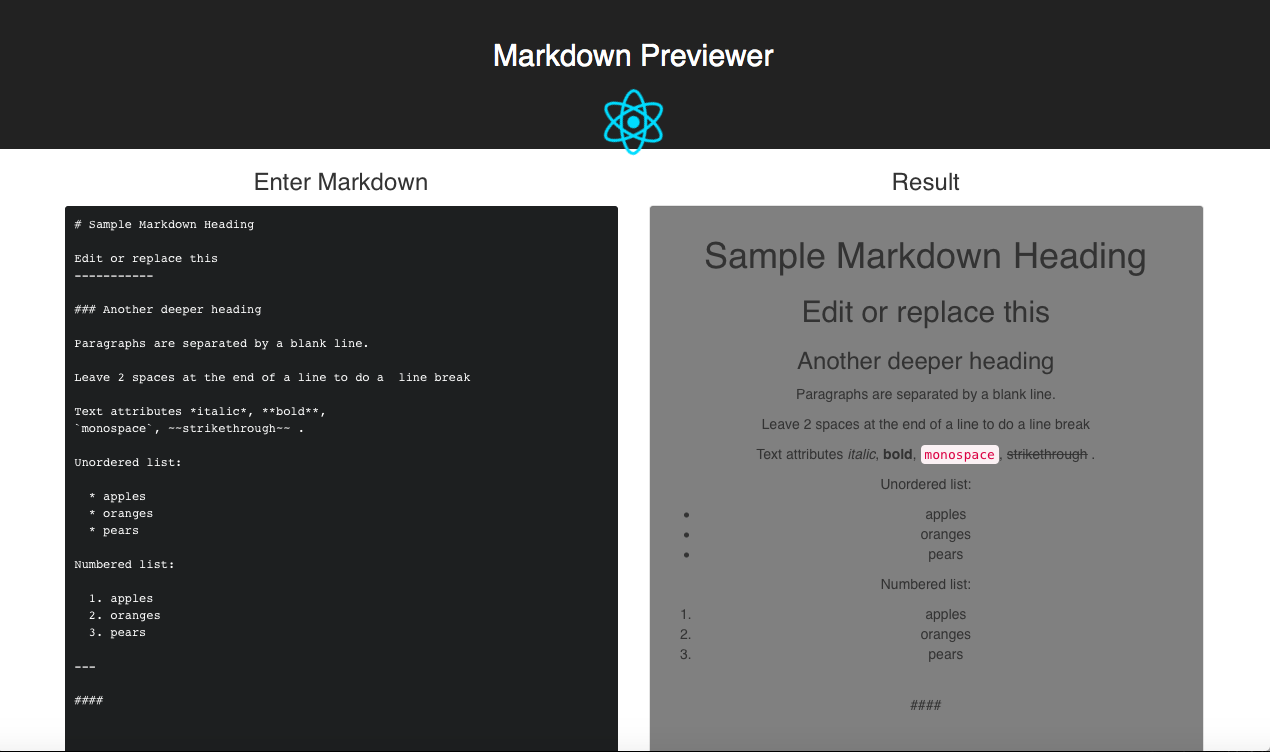 Markdown Previewer
Enter Markdown
# Sample Markdown Heading
Edit or replace this
-----------
### Another deeper heading
Paragraphs are separated by a blank line.
Leave 2 spaces at the end of a line to do a  line break
Text attributes *italic*, **bold**,
`monospace`, ~~strikethrough~~ .
Unordered list:
* apples
* oranges
* pears
Numbered list:
1. apples
2. oranges
3. pears
---
####
Result
Sample Markdown Heading
Edit or replace this
Another deeper heading
Paragraphs are separated by a blank line.
Leave 2 spaces at the end of a line to do a line break
Text attributes italic, bold, monospace, strikethrough .
Unordered list:
• apples
• oranges
• pears
Numbered list:
1. apples
2. oranges
3. pears
####